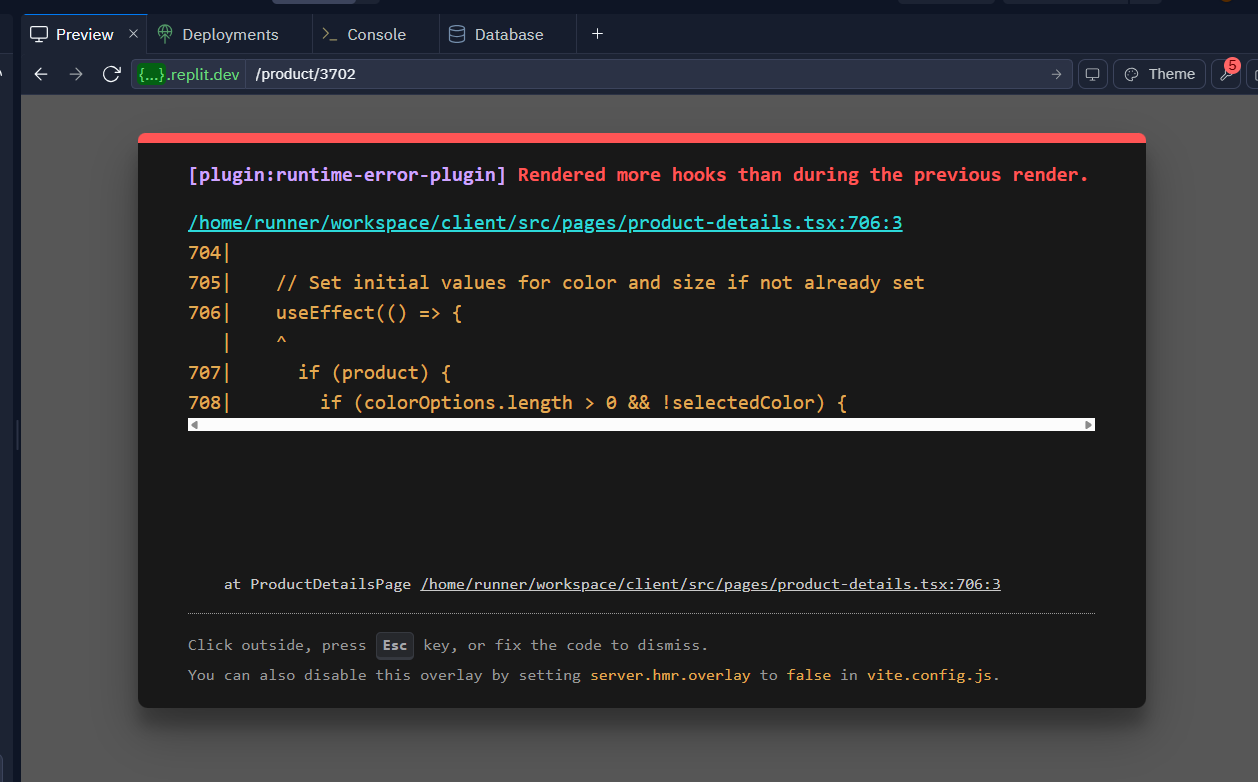 Preview × Deployments Console Database +
{...}.replit.dev /product/3702 Theme 5
[plugin:runtime-error-plugin] Rendered more hooks than during the previous render.
/home/runner/workspace/client/src/pages/product-details.tsx:706:3
704|
705|    // Set initial values for color and size if not already set
706|    useEffect(() => {
   |    ^
707|      if (product) {
708|        if (colorOptions.length > 0 && !selectedColor) {
at ProductDetailsPage /home/runner/workspace/client/src/pages/product-details.tsx:706:3
Click outside, press Esc key, or fix the code to dismiss.
You can also disable this overlay by setting server.hmr.overlay to false in vite.config.js.